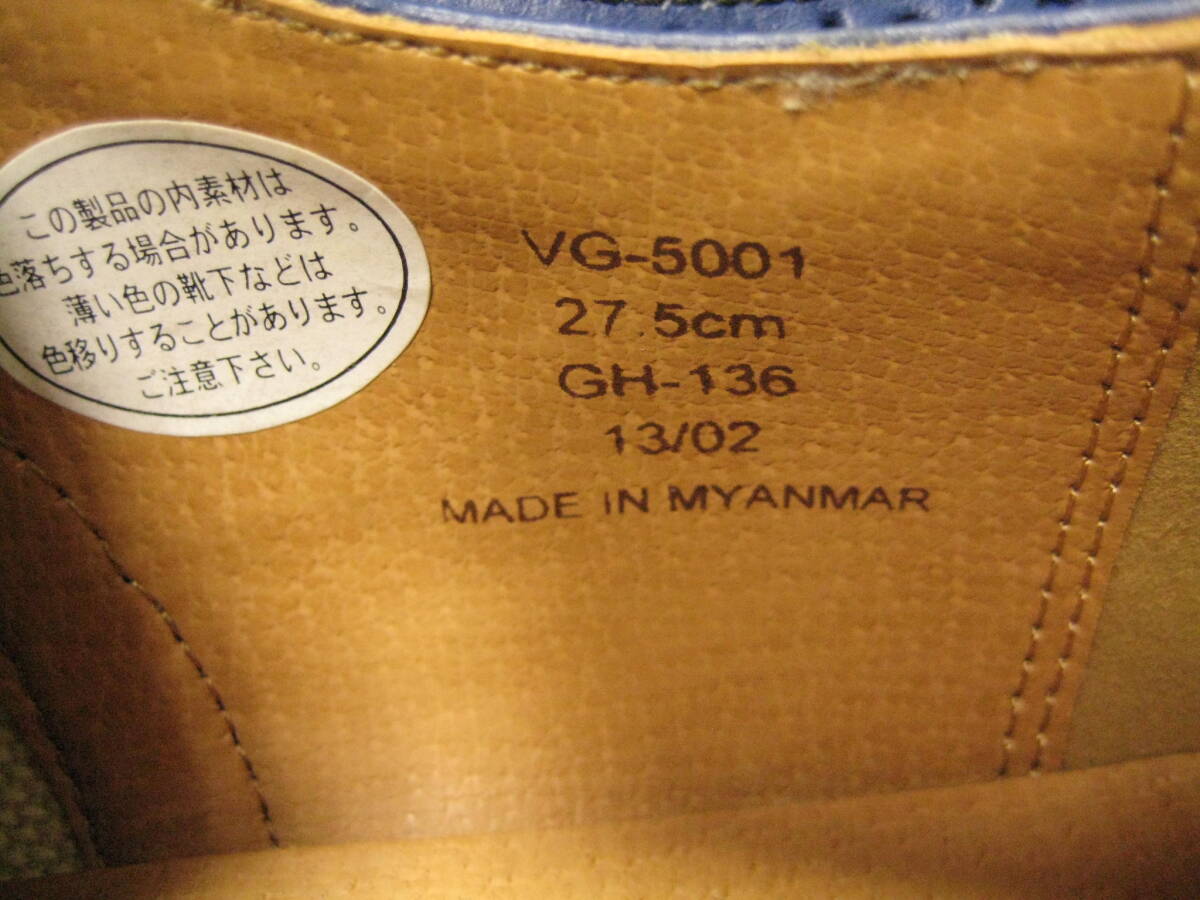 この製品の内素材は
色落ちする場合があります。
薄い色の靴下などは
色移りすることがあります。
ご注意下さい。
VG-5001
27.5cm
GH-136
13/02
MADE IN MYANMAR